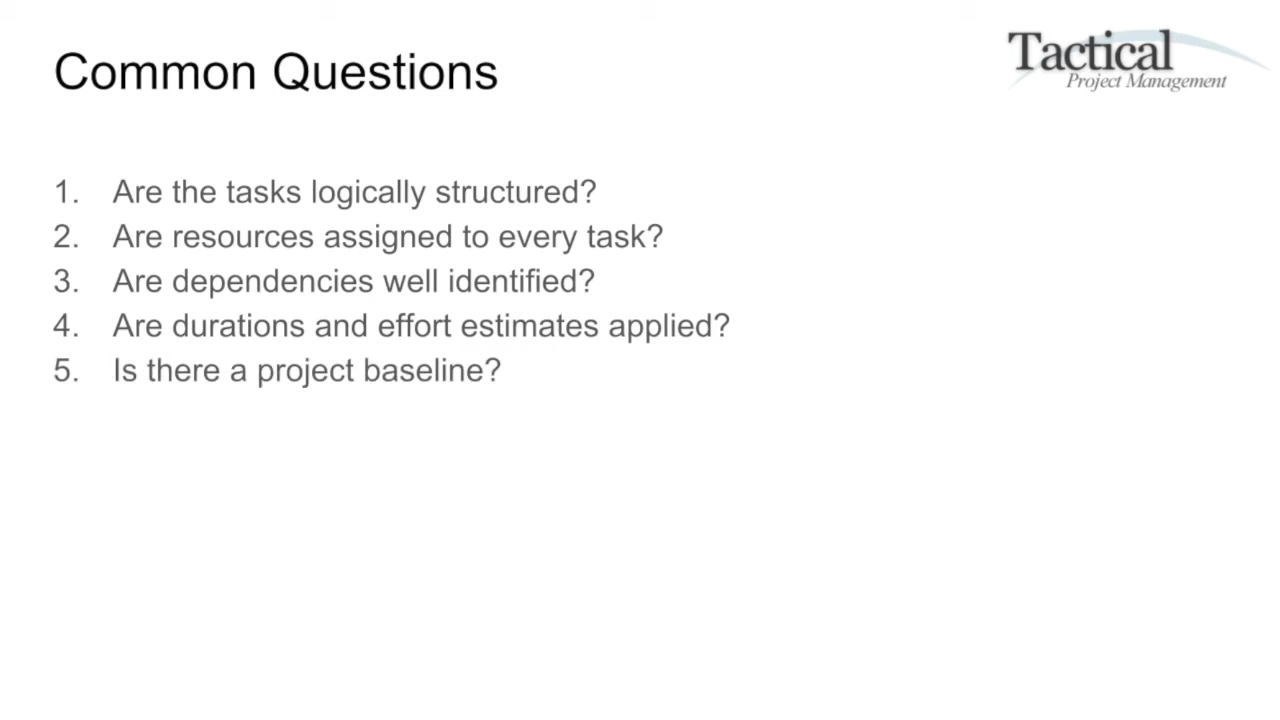 Common Questions
Tactical
Project Management
1. Are the tasks logically structured?
2. Are resources assigned to every task?
3. Are dependencies well identified?
4. Are durations and effort estimates applied?
5. Is there a project baseline?